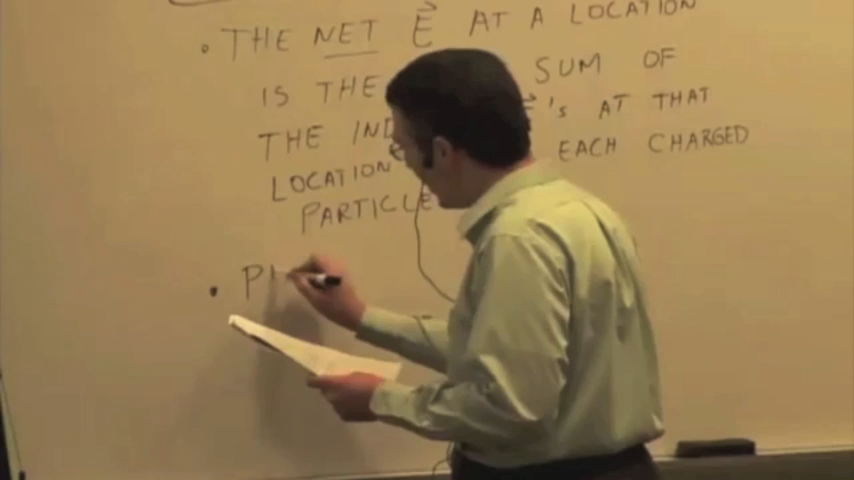 • THE NET E⃗ AT A LOCATION
IS THE SUM OF
THE IND 's AT THAT
LOCATION EACH CHARGED
PARTICLE
• P